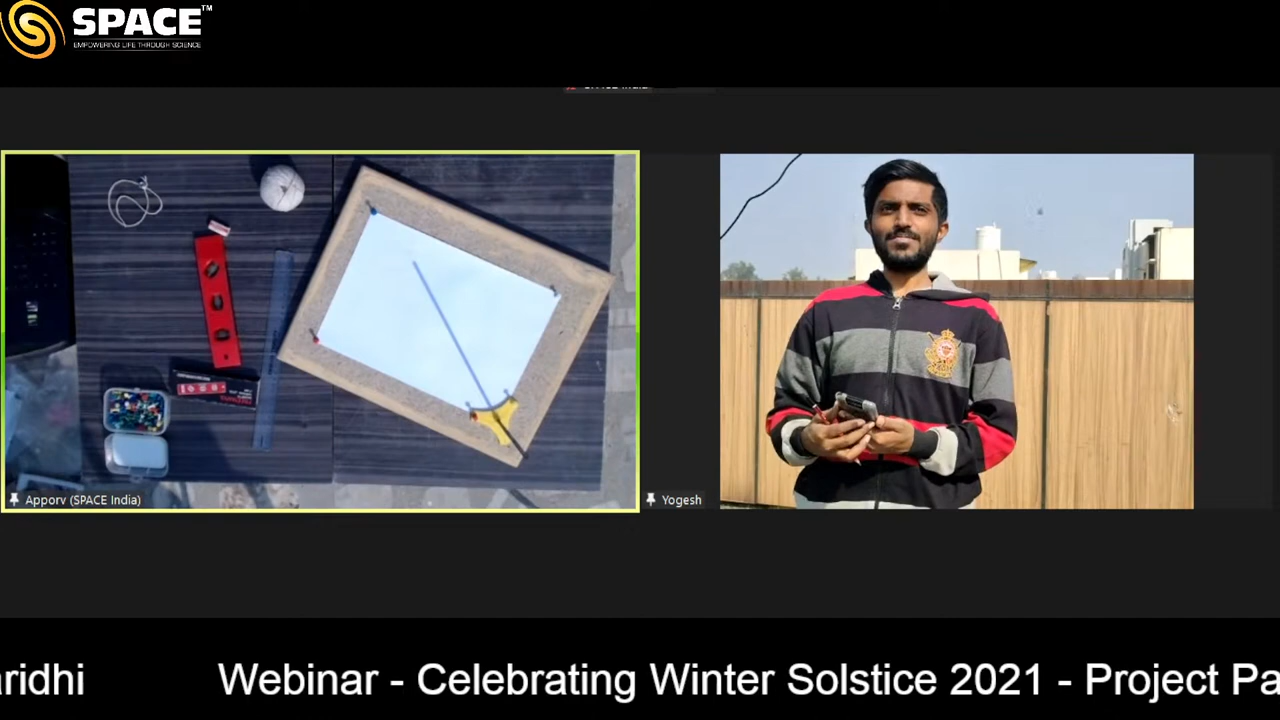 SPACE™
EMPOWERING LIFE THROUGH SCIENCE
Apporv (SPACE India)
Yogesh
aridhi Webinar - Celebrating Winter Solstice 2021 - Project Pa